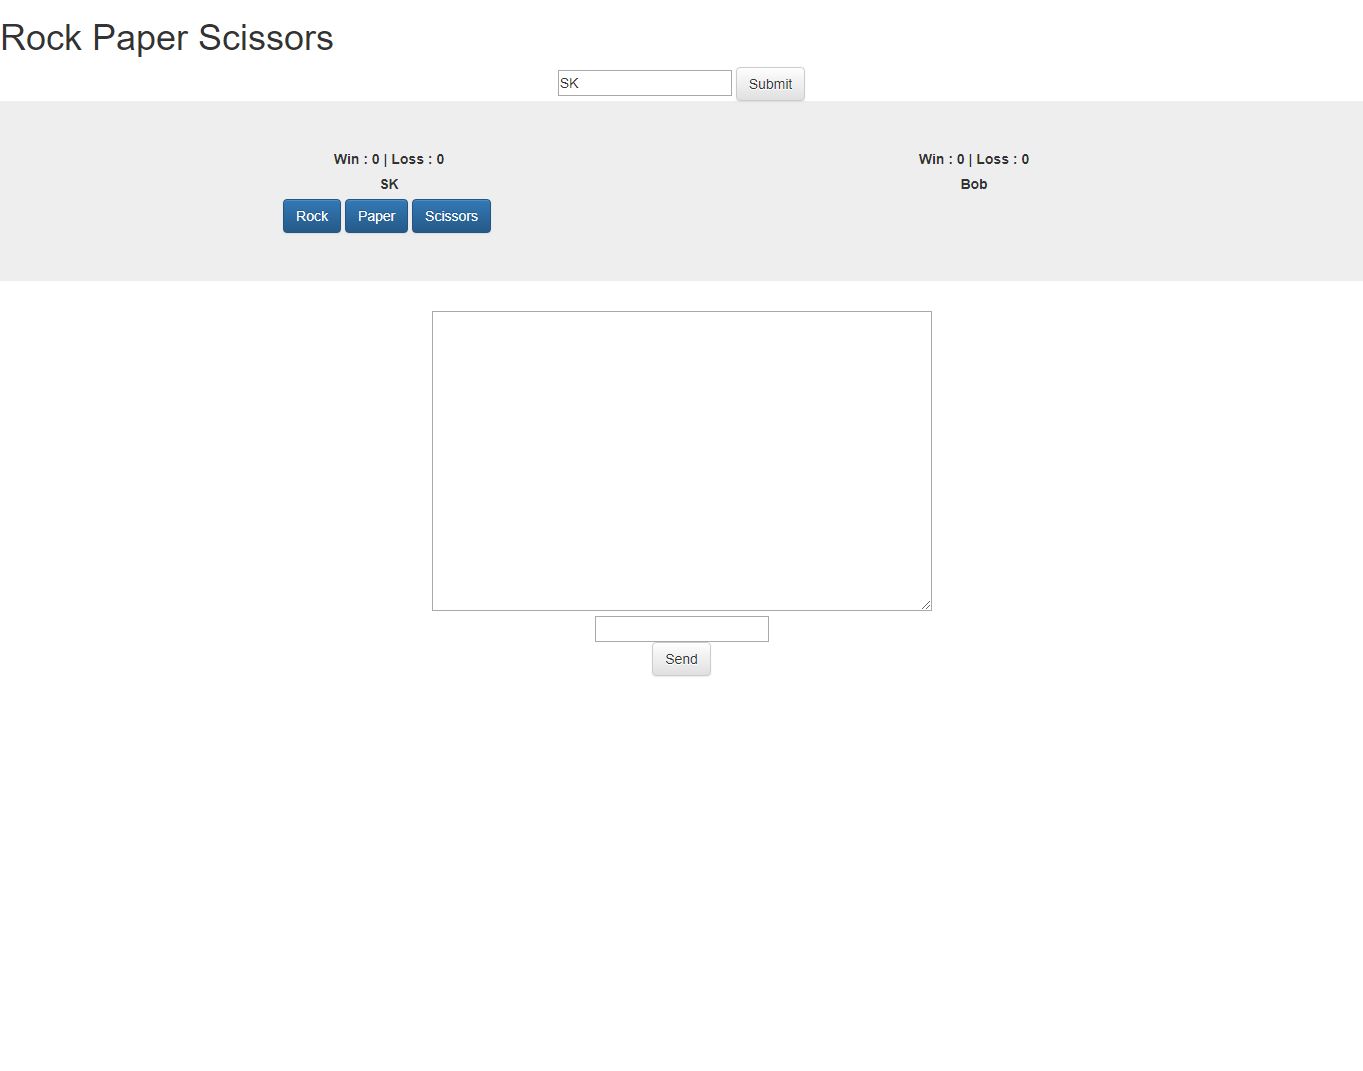 Rock Paper Scissors
SK Submit
Win : 0 | Loss : 0
SK
Rock Paper Scissors
Win : 0 | Loss : 0
Bob
Send